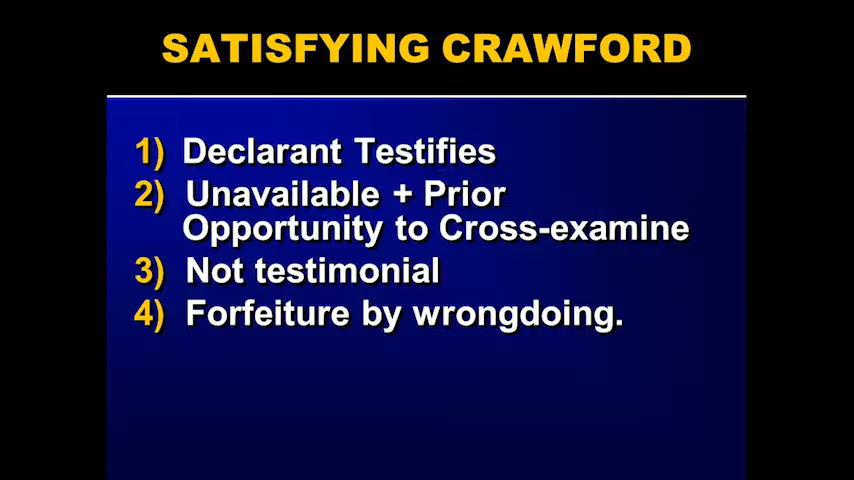 SATISFYING CRAWFORD
1) Declarant Testifies
2) Unavailable + Prior
Opportunity to Cross-examine
3) Not testimonial
4) Forfeiture by wrongdoing.